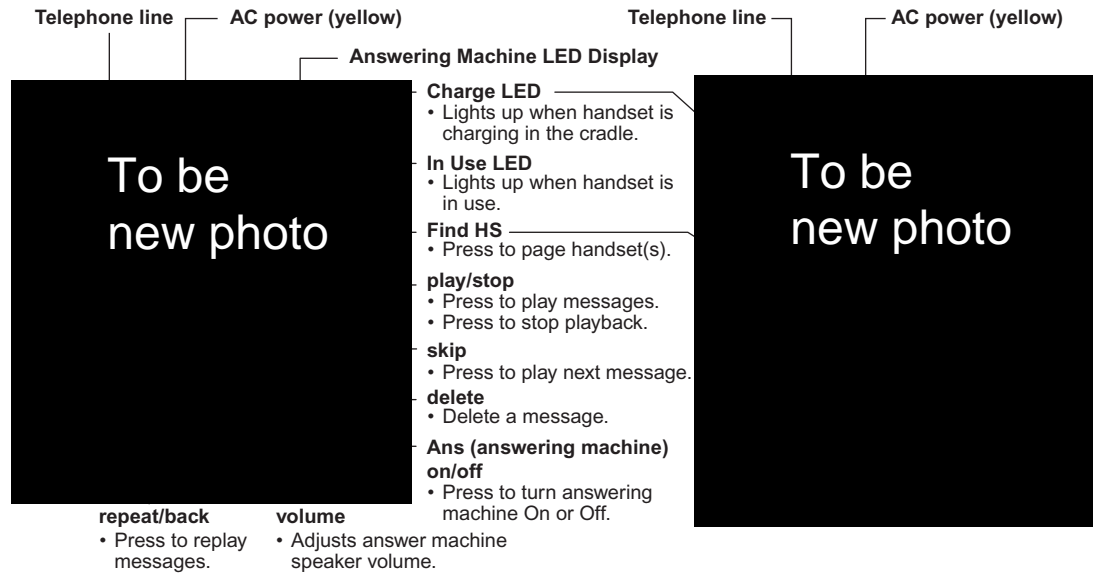 Telephone line
AC power (yellow)
Telephone line
AC power (yellow)
Answering Machine LED Display
To be
new photo
Charge LED
• Lights up when handset is
charging in the cradle.
In Use LED
• Lights up when handset is
in use.
Find HS
• Press to page handset(s).
play/stop
• Press to play messages.
• Press to stop playback.
skip
• Press to play next message.
delete
• Delete a message.
Ans (answering machine)
on/off
• Press to turn answering
machine On or Off.
repeat/back
• Press to replay
messages.
volume
• Adjusts answer machine
speaker volume.
To be
new photo